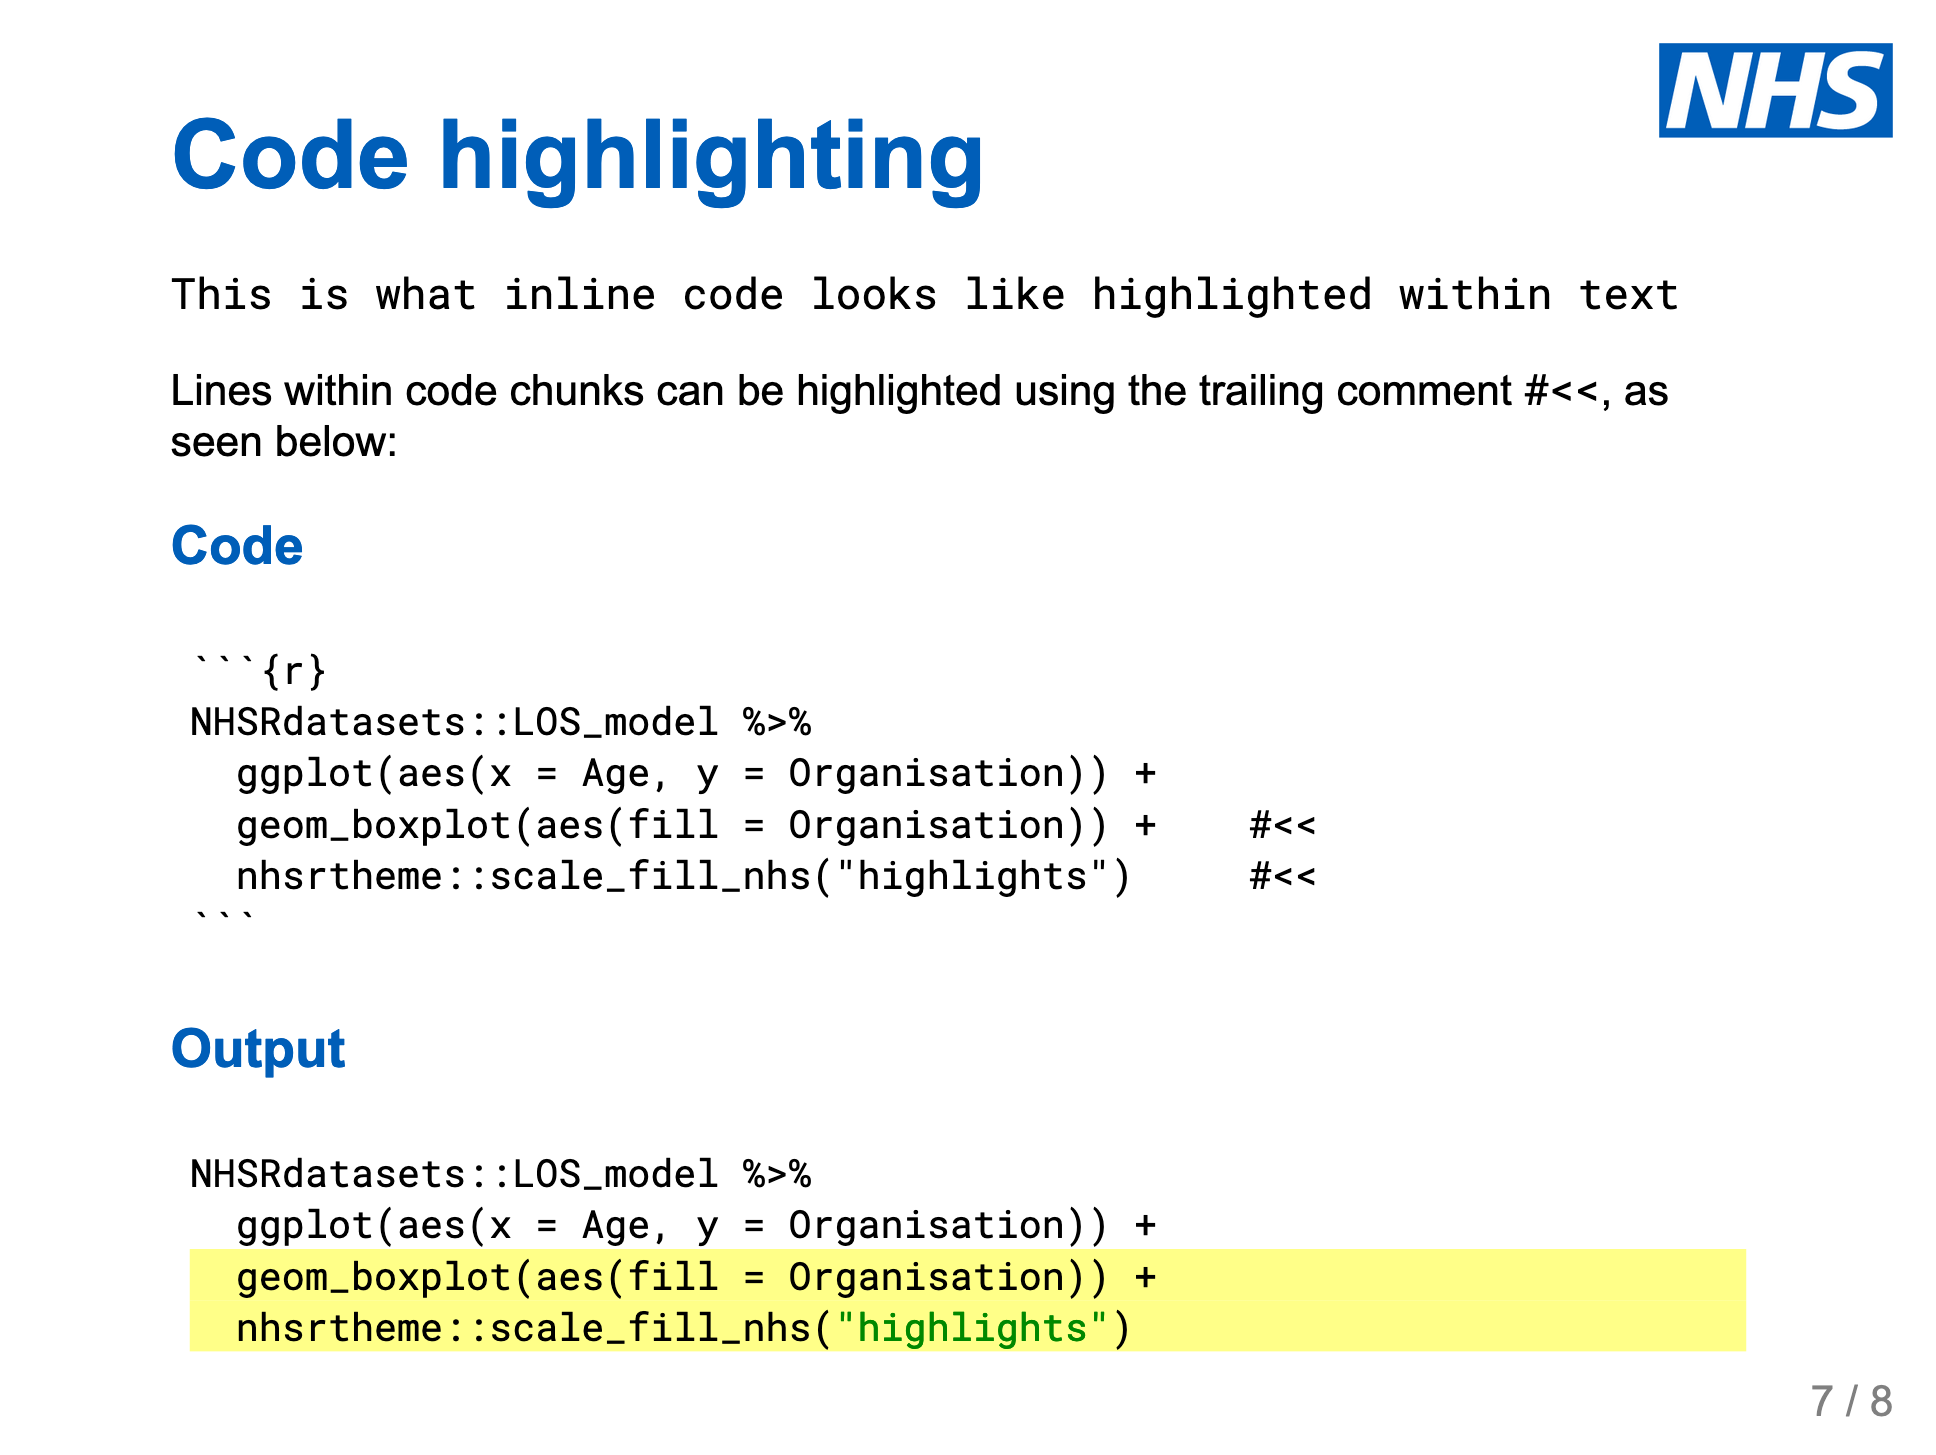 NHS
Code highlighting
This is what inline code looks like highlighted within text
Lines within code chunks can be highlighted using the trailing comment #<<, as
seen below:
Code
```{r}
NHSRdatasets::LOS_model %>%
  ggplot(aes(x = Age, y = Organisation)) +
  geom_boxplot(aes(fill = Organisation)) +    #<<
  nhsrtheme::scale_fill_nhs("highlights")     #<<
```
Output
NHSRdatasets::LOS_model %>%
  ggplot(aes(x = Age, y = Organisation)) +
  geom_boxplot(aes(fill = Organisation)) +
  nhsrtheme::scale_fill_nhs("highlights")
7 / 8